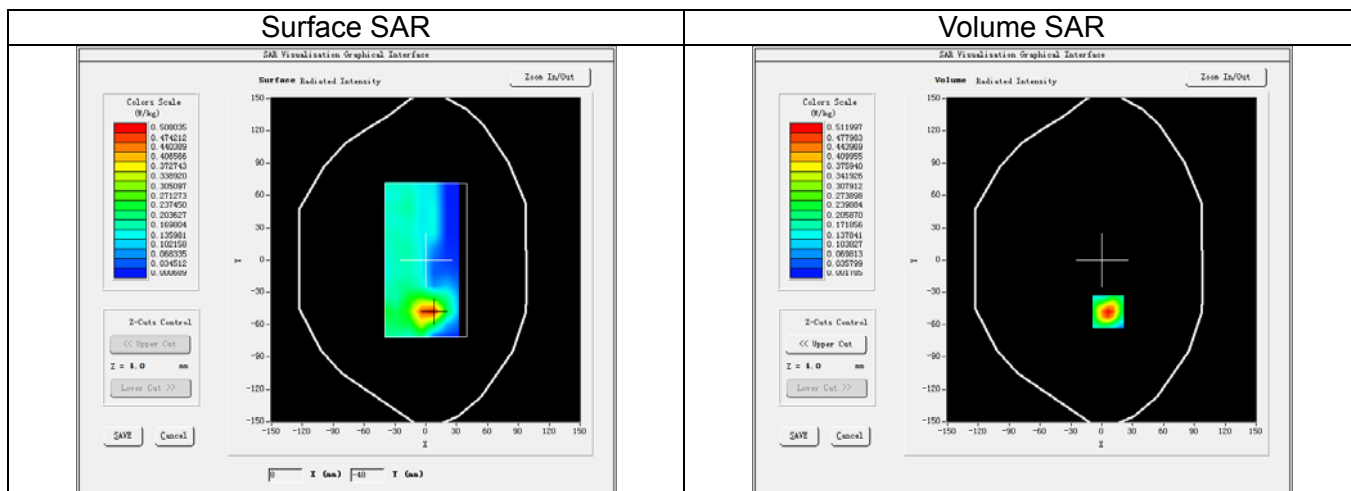 Surface SAR
SAR Visualisation Graphical Interface
Surface Radiated Intensity
Zoom In/Out
Colors Scale
(W/kg)
0.508035
0.474212
0.440389
0.406566
0.372743
0.338920
0.305097
0.271273
0.237450
0.203627
0.169804
0.135981
0.102158
0.068335
0.034512
0.000689
150
120
90
60
30
0
-30
-60
-90
-120
-150
Y
-150 -120 -90 -60 -30 0 30 60 90 120 150
X
Z-Cuts Control
<< Upper Cut
Z = 4.0 mm
Lower Cut >>
SAVE Cancel
8 X (mm) -48 Y (mm)
Volume SAR
SAR Visualisation Graphical Interface
Volume Radiated Intensity
Zoom In/Out
Colors Scale
(W/kg)
0.511997
0.477983
0.443969
0.409955
0.375940
0.341926
0.307912
0.273898
0.239884
0.205870
0.171856
0.137841
0.103827
0.069813
0.035799
0.001785
150
120
90
60
30
0
-30
-60
-90
-120
-150
Y
-150 -120 -90 -60 -30 0 30 60 90 120 150
X
Z-Cuts Control
<< Upper Cut
Z = 4.0 mm
Lower Cut >>
SAVE Cancel